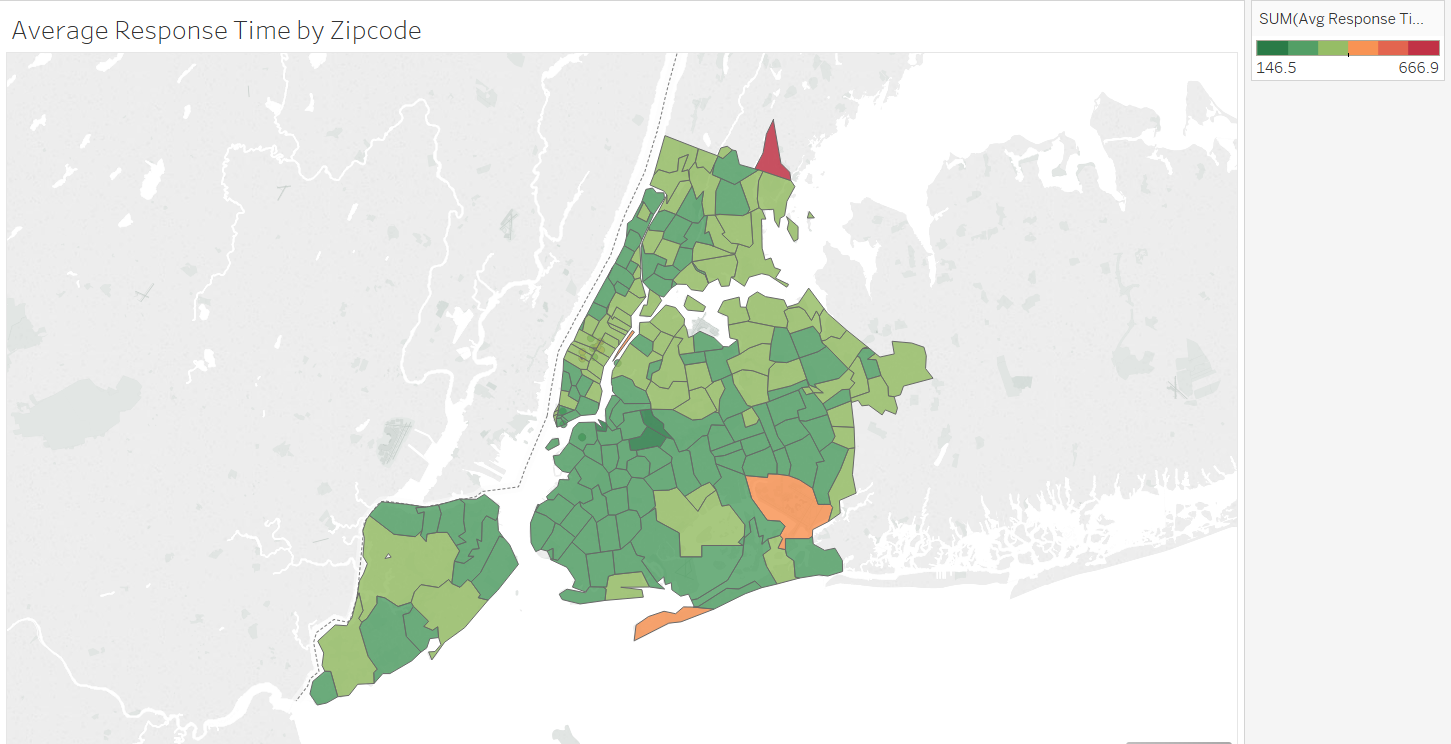 Average Response Time by Zipcode
SUM(Avg Response Ti...
146.5 666.9